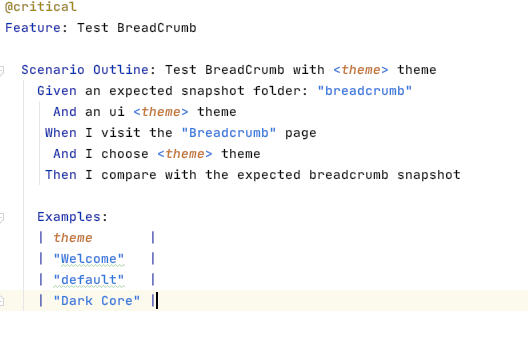 @critical
Feature: Test BreadCrumb
Scenario Outline: Test BreadCrumb with <theme> theme
Given an expected snapshot folder: "breadcrumb"
And an ui <theme> theme
When I visit the "Breadcrumb" page
And I choose <theme> theme
Then I compare with the expected breadcrumb snapshot
Examples:
| theme |
| "Welcome" |
| "default" |
| "Dark Core" |